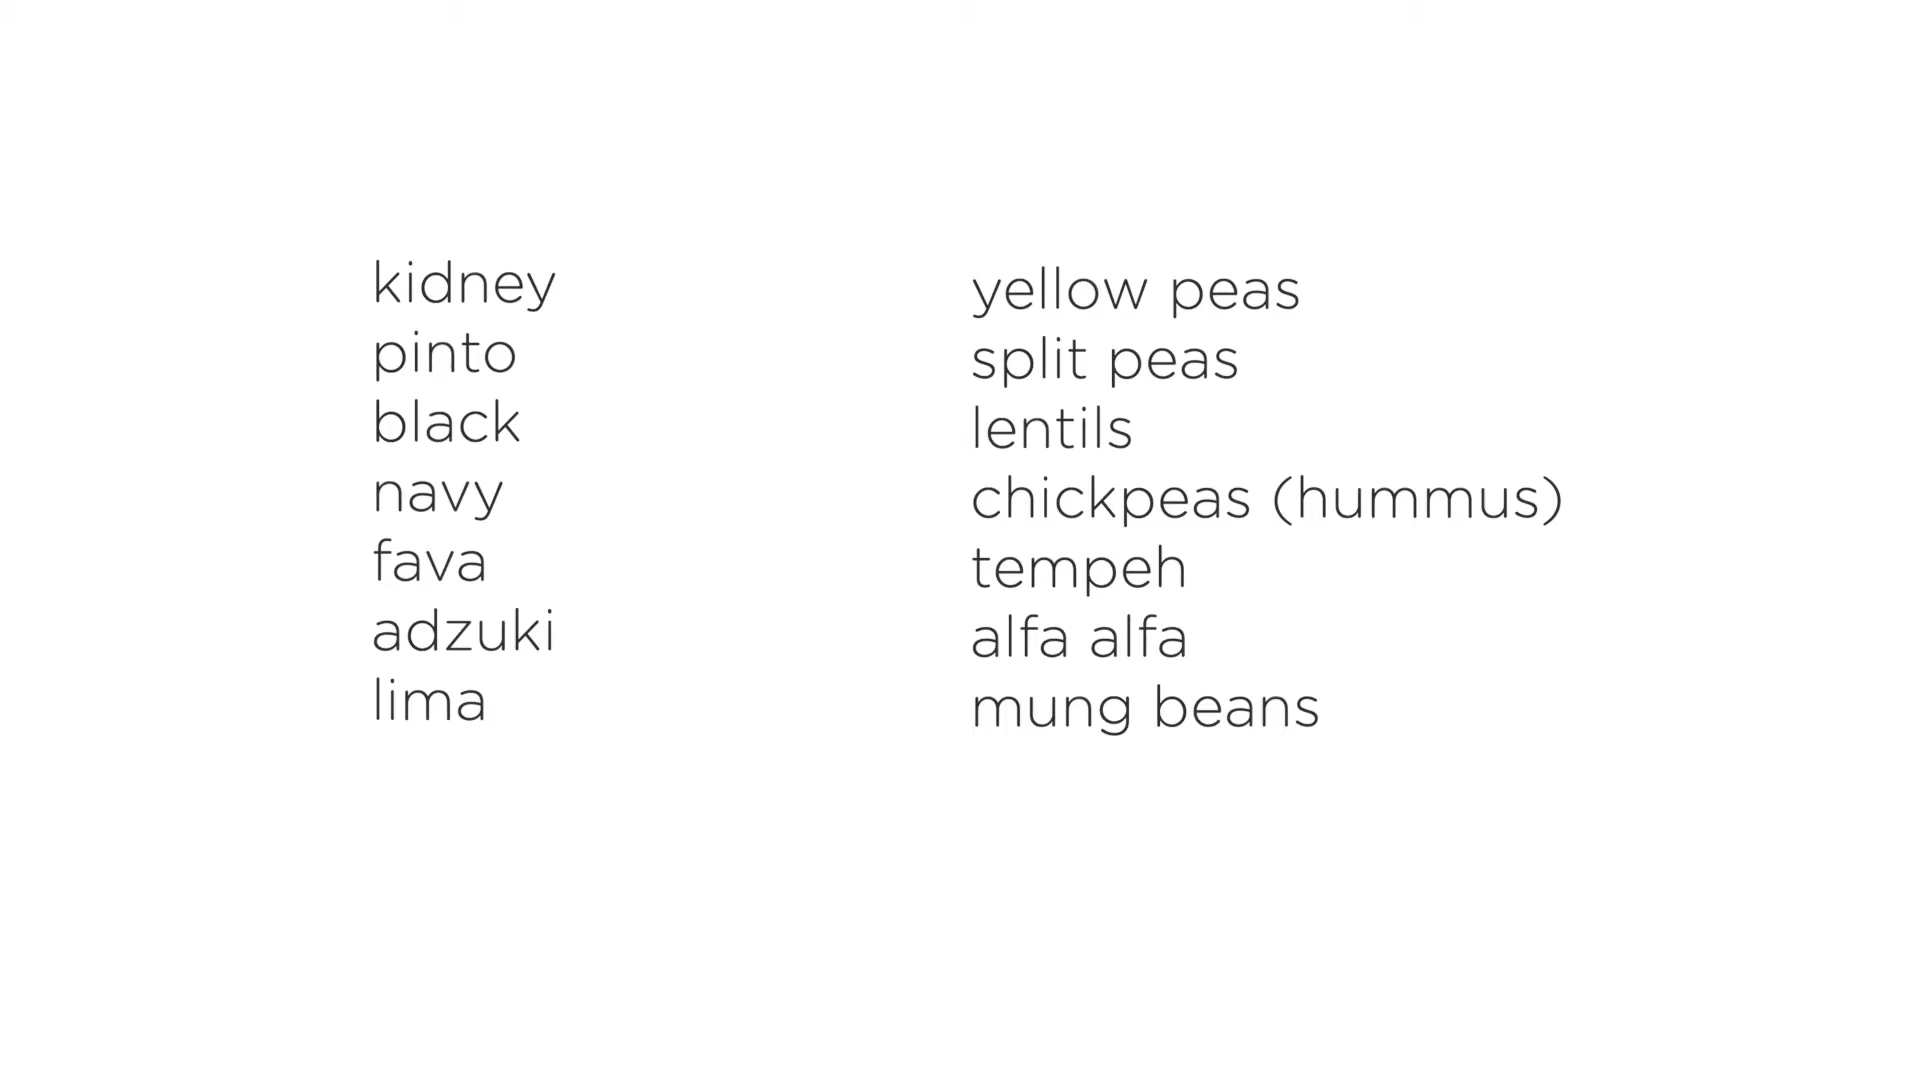 kidney
pinto
black
navy
fava
adzuki
lima
yellow peas
split peas
lentils
chickpeas (hummus)
tempeh
alfa alfa
mung beans